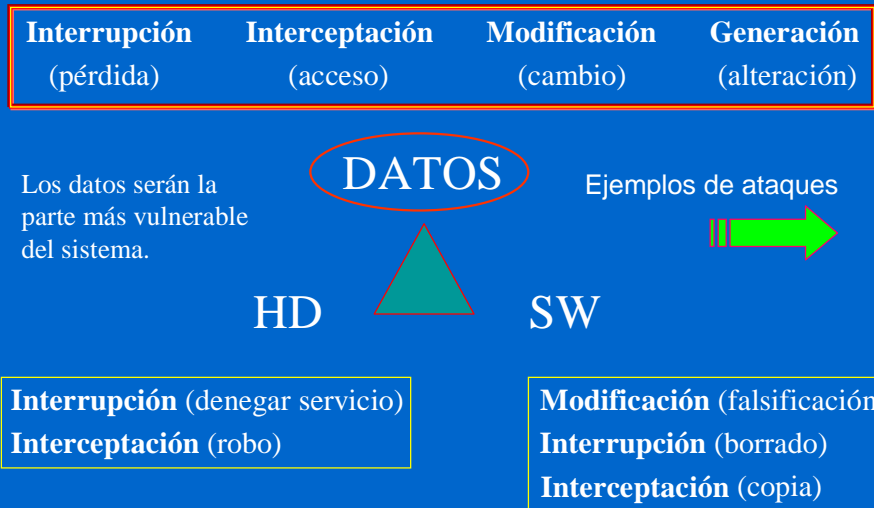 Interrupción Interceptación Modificación Generación
(pérdida) (acceso) (cambio) (alteración)
DATOS
Los datos serán la
parte más vulnerable
del sistema.
Ejemplos de ataques
HD SW
Interrupción (denegar servicio)
Interceptación (robo)
Modificación (falsificación
Interrupción (borrado)
Interceptación (copia)